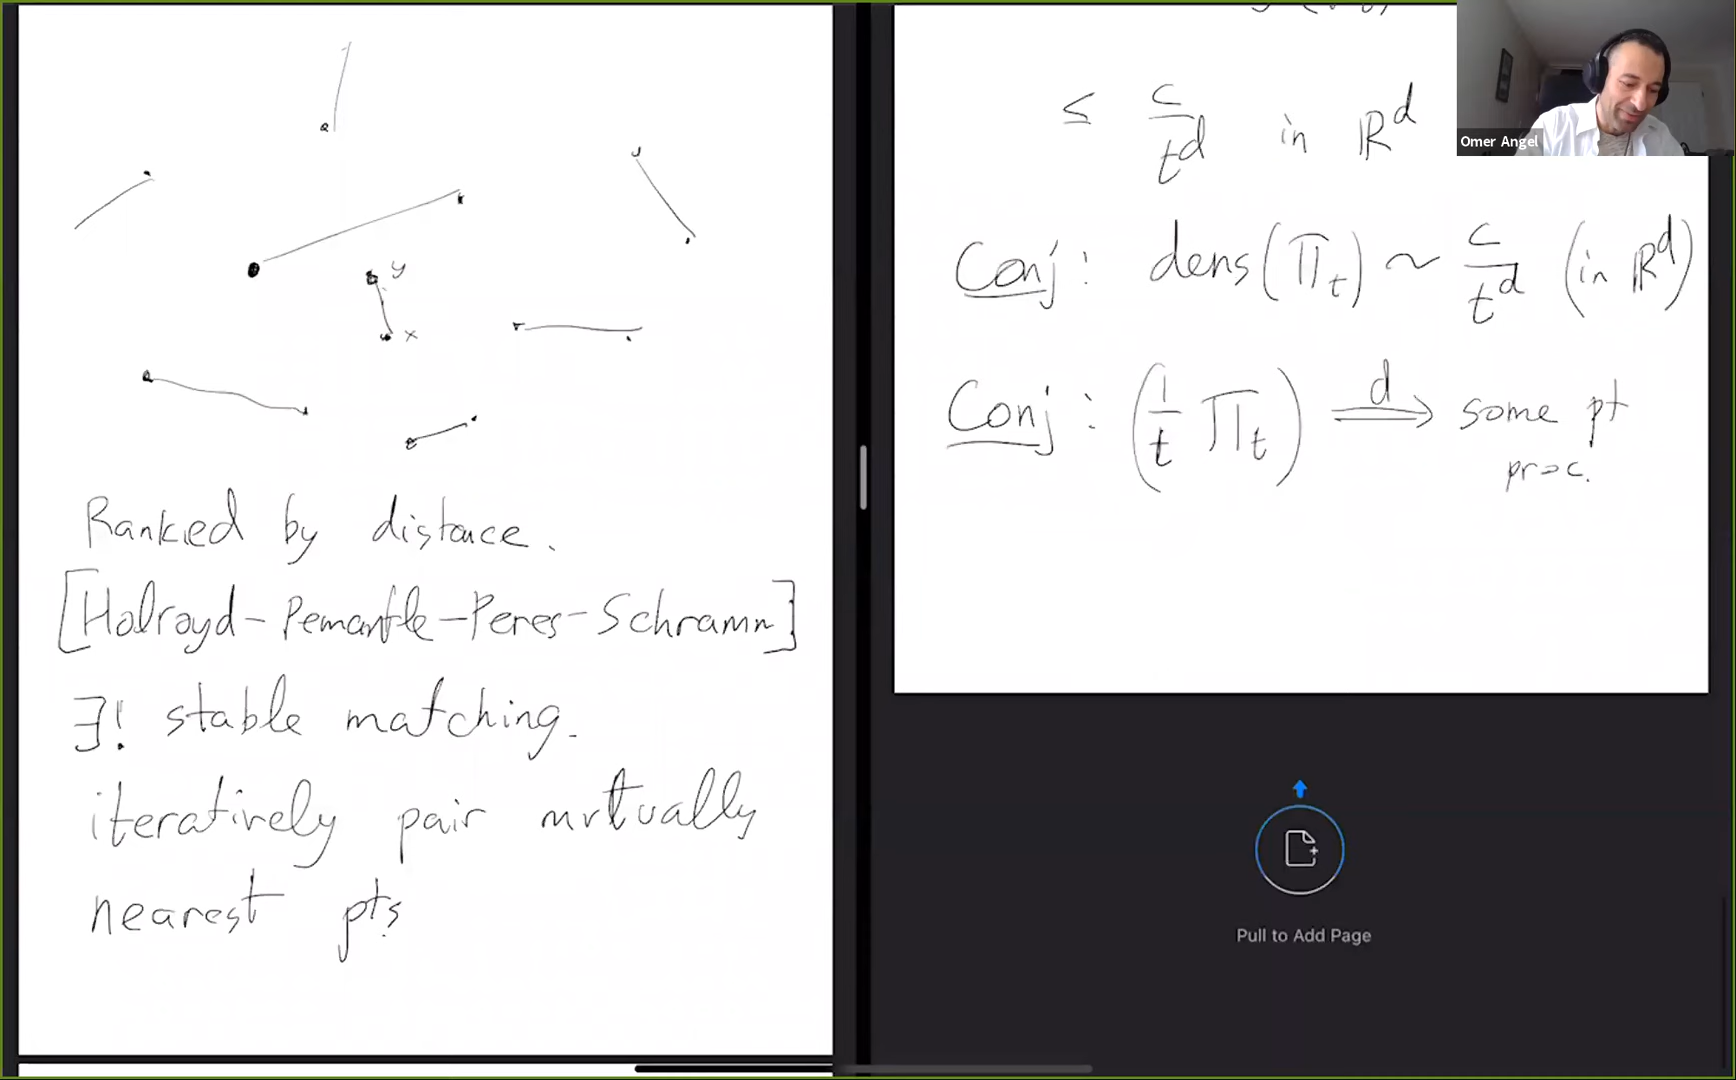 y
x
Ranked by distance.
[Holroyd-Pemantle-Peres-Schramm]
∃! stable matching.
iteratively pair mutually
nearest pts
≤ c/t^d in ℝ^d
Conj: dens(Π_t) ~ c/t^d (in ℝ^d)
Conj: (1/t Π_t) ⇒^d some pt
proc.
Omer Angel
Pull to Add Page